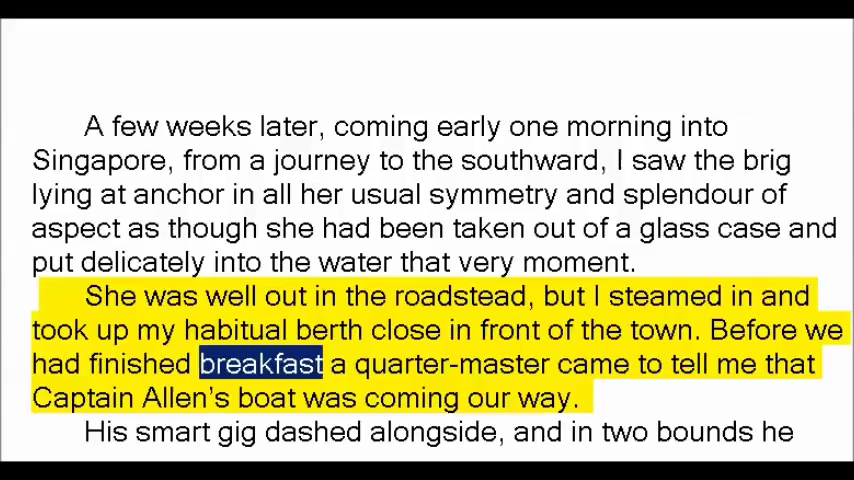 A few weeks later, coming early one morning into
Singapore, from a journey to the southward, I saw the brig
lying at anchor in all her usual symmetry and splendour of
aspect as though she had been taken out of a glass case and
put delicately into the water that very moment.
She was well out in the roadstead, but I steamed in and
took up my habitual berth close in front of the town. Before we
had finished breakfast a quarter-master came to tell me that
Captain Allen’s boat was coming our way.
His smart gig dashed alongside, and in two bounds he